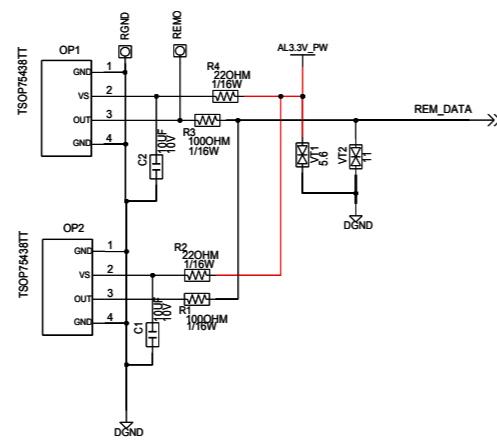 RGND
REMO
OP1
TSOP75438TT
GND
1
VS
2
OUT
3
GND
4
R4
22OHM
1/16W
AL3.3V_PW
REM_DATA
R3
100OHM
1/16W
C2
10UF
10V
VT1
5.6
VT2
11
DGND
OP2
TSOP75438TT
GND
1
VS
2
OUT
3
GND
4
R2
22OHM
1/16W
R1
100OHM
1/16W
C1
10UF
10V
DGND